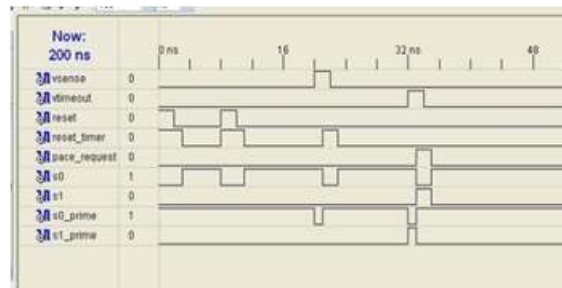 Now:
200 ns
0 ns 16 32 ns 48
vsense 0
vtimeout 0
reset 0
reset_timer 0
pace_request 0
s0 1
s1 0
s0_prime 1
s1_prime 0